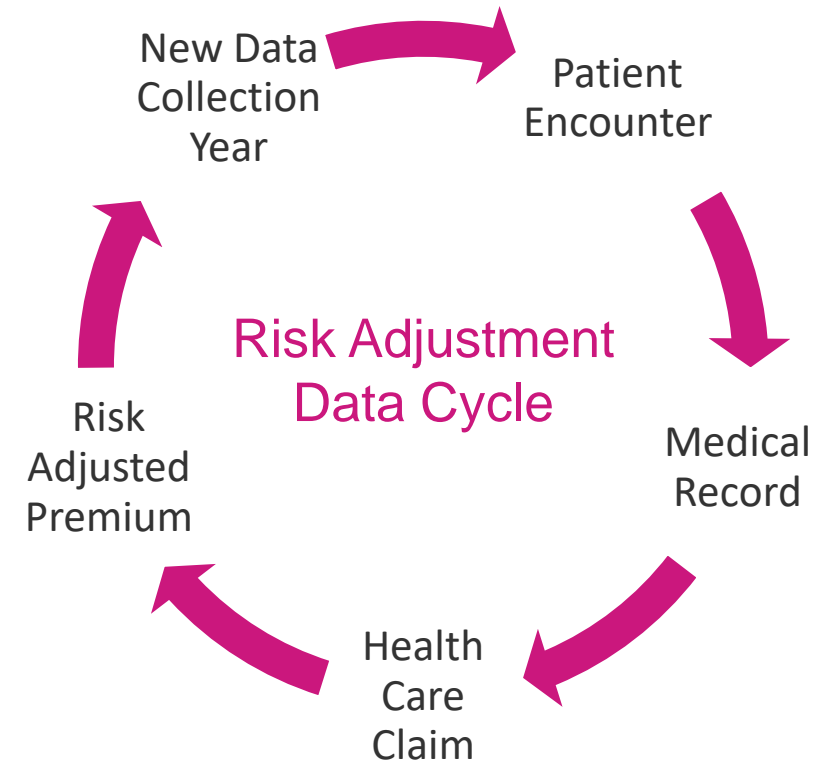 New Data
Collection
Year
Patient
Encounter
Risk Adjustment
Data Cycle
Risk
Adjusted
Premium
Medical
Record
Health
Care
Claim